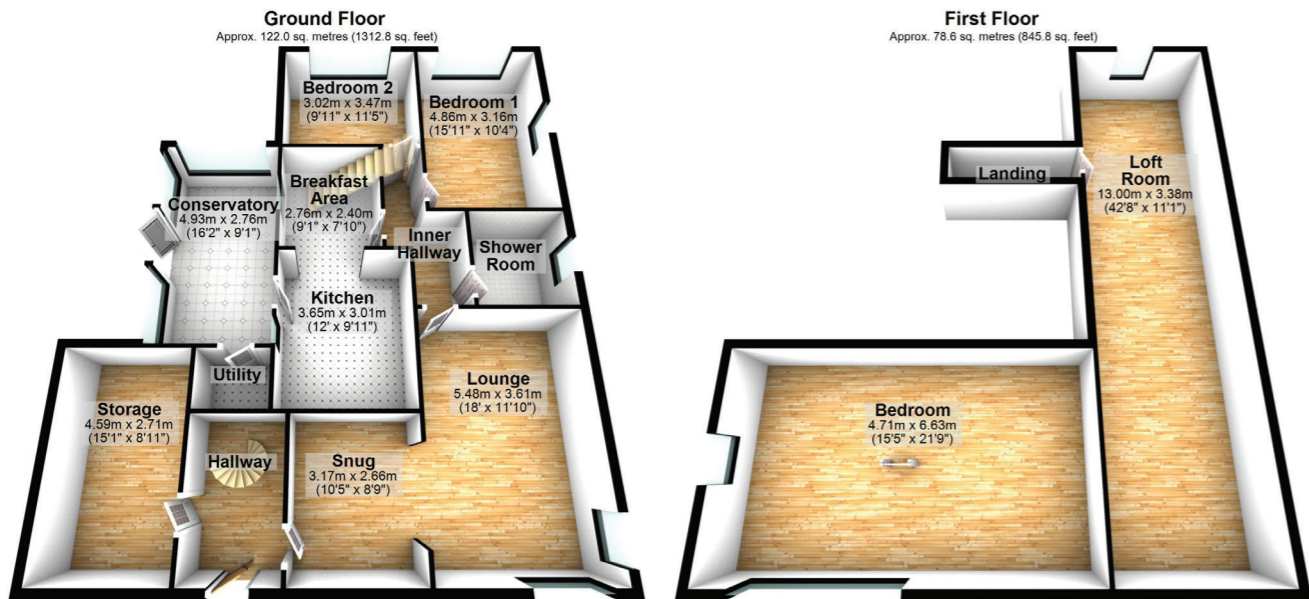 Ground Floor
Approx. 122.0 sq. metres (1312.8 sq. feet)
Bedroom 2
3.02m x 3.47m
(9'11" x 11'5")
Bedroom 1
4.86m x 3.16m
(15'11" x 10'4")
Conservatory
4.93m x 2.76m
(16'2" x 9'1")
Breakfast
Area
2.76m x 2.40m
(9'1" x 7'10")
Inner
Hallway
Shower
Room
Kitchen
3.65m x 3.01m
(12' x 9'11")
Utility
Lounge
5.48m x 3.61m
(18' x 11'10")
Storage
4.59m x 2.71m
(15'1" x 8'11")
Hallway
Snug
3.17m x 2.66m
(10'5" x 8'9")
First Floor
Approx. 78.6 sq. metres (845.8 sq. feet)
Landing
Loft
Room
13.00m x 3.38m
(42'8" x 11'1")
Bedroom
4.71m x 6.63m
(15'5" x 21'9")